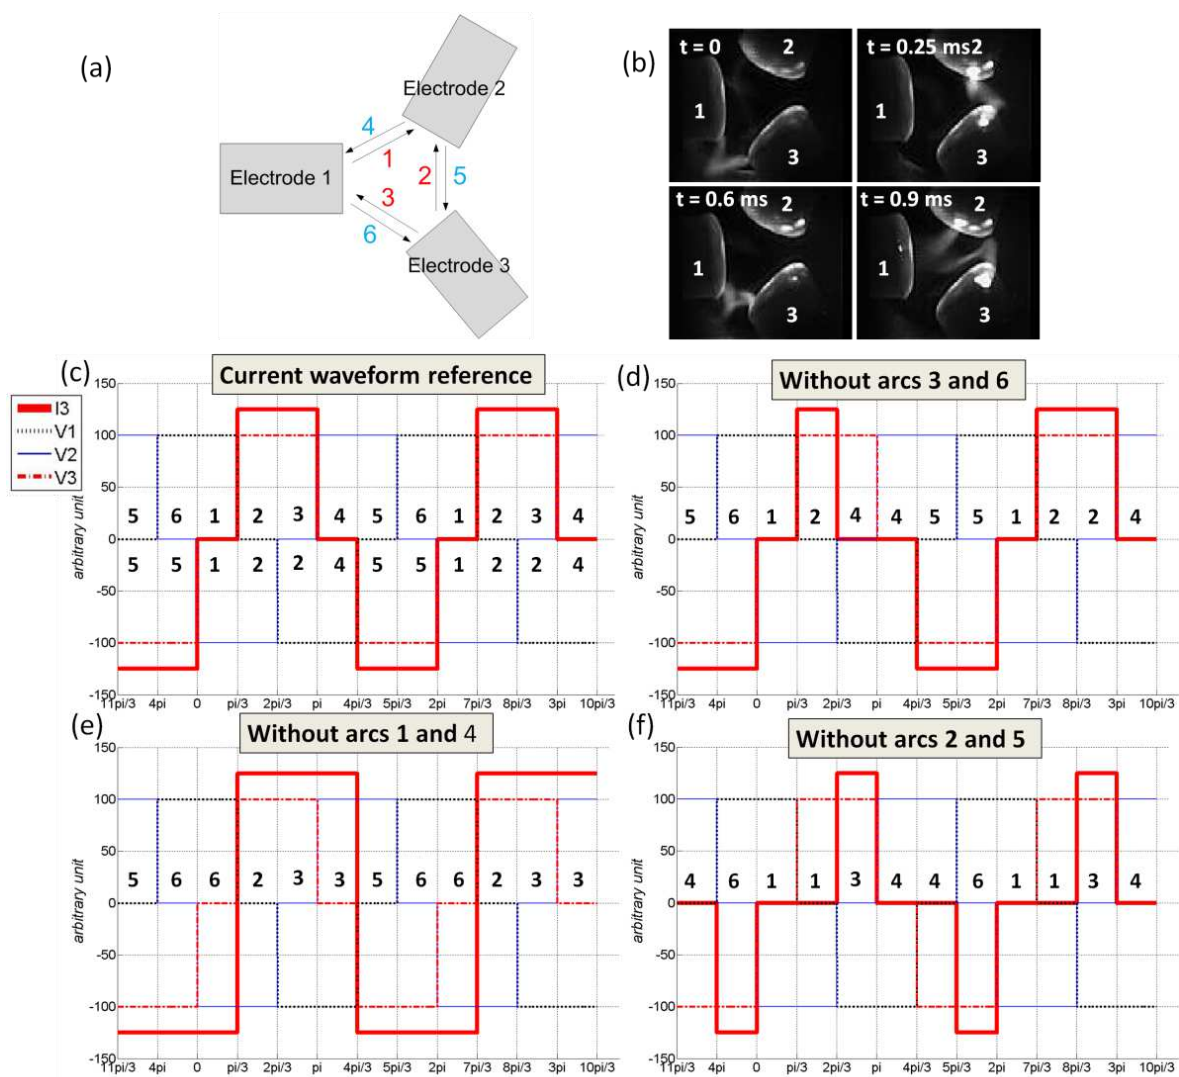 (a)
Electrode 2
4
1
Electrode 1
2
5
3
6
Electrode 3
(b)
t = 0
2
1
3
t = 0.25 ms2
1
3
t = 0.6 ms
2
1
3
t = 0.9 ms
2
1
3
(c)
Current waveform reference
I3
V1
V2
V3
arbitrary unit
150
100
50
0
-50
-100
-150
5 6 1 2 3 4 5 6 1 2 3 4
5 5 1 2 2 4 5 5 1 2 2 4
11pi/3 4pi 0 pi/3 2pi/3 pi 4pi/3 5pi/3 2pi 7pi/3 8pi/3 3pi 10pi/3
(d)
Without arcs 3 and 6
arbitrary unit
150
100
50
0
-50
-100
-150
5 6 1 2 4 4 5 5 1 2 2 4
11pi/3 4pi 0 pi/3 2pi/3 pi 4pi/3 5pi/3 2pi 7pi/3 8pi/3 3pi 10pi/3
(e)
Without arcs 1 and 4
arbitrary unit
150
100
50
0
-50
-100
-150
5 6 6 2 3 3 5 6 6 2 3 3
11pi/3 4pi 0 pi/3 2pi/3 pi 4pi/3 5pi/3 2pi 7pi/3 8pi/3 3pi 10pi/3
(f)
Without arcs 2 and 5
arbitrary unit
150
100
50
0
-50
-100
-150
4 6 1 1 3 4 4 6 1 1 3 4
11pi/3 4pi 0 pi/3 2pi/3 pi 4pi/3 5pi/3 2pi 7pi/3 8pi/3 3pi 10pi/3